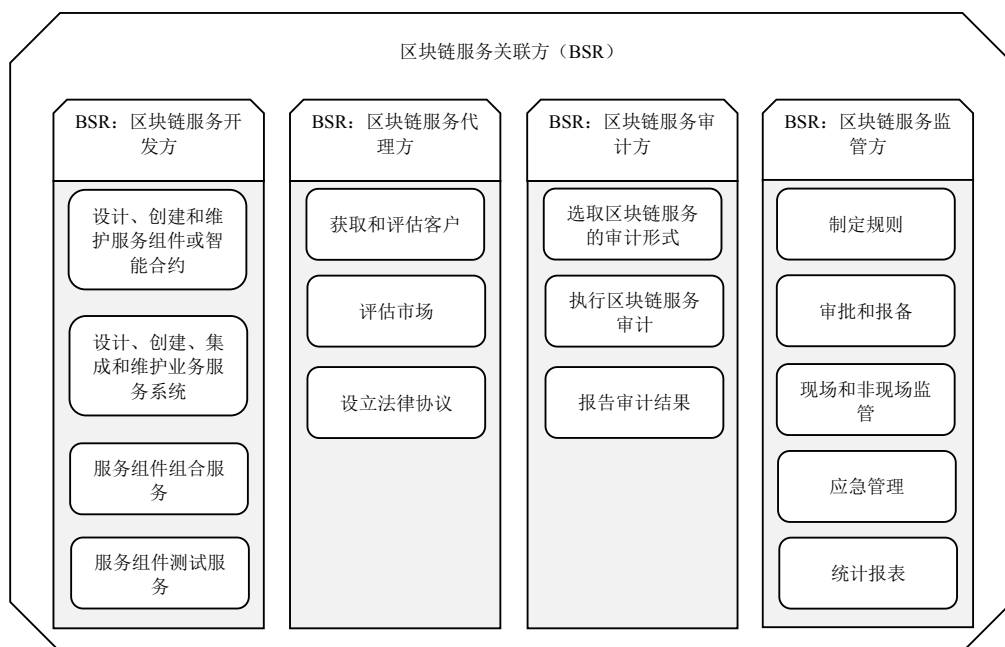 区块链服务关联方（BSR）
BSR：区块链服务开
发方
设计、创建和维
护服务组件或智
能合约
设计、创建、集
成和维护业务服
务系统
服务组件组合服
务
服务组件测试服
务
BSR：区块链服务代
理方
获取和评估客户
评估市场
设立法律协议
BSR：区块链服务审
计方
选取区块链服务
的审计形式
执行区块链服务
审计
报告审计结果
BSR：区块链服务监
管方
制定规则
审批和报备
现场和非现场监
管
应急管理
统计报表